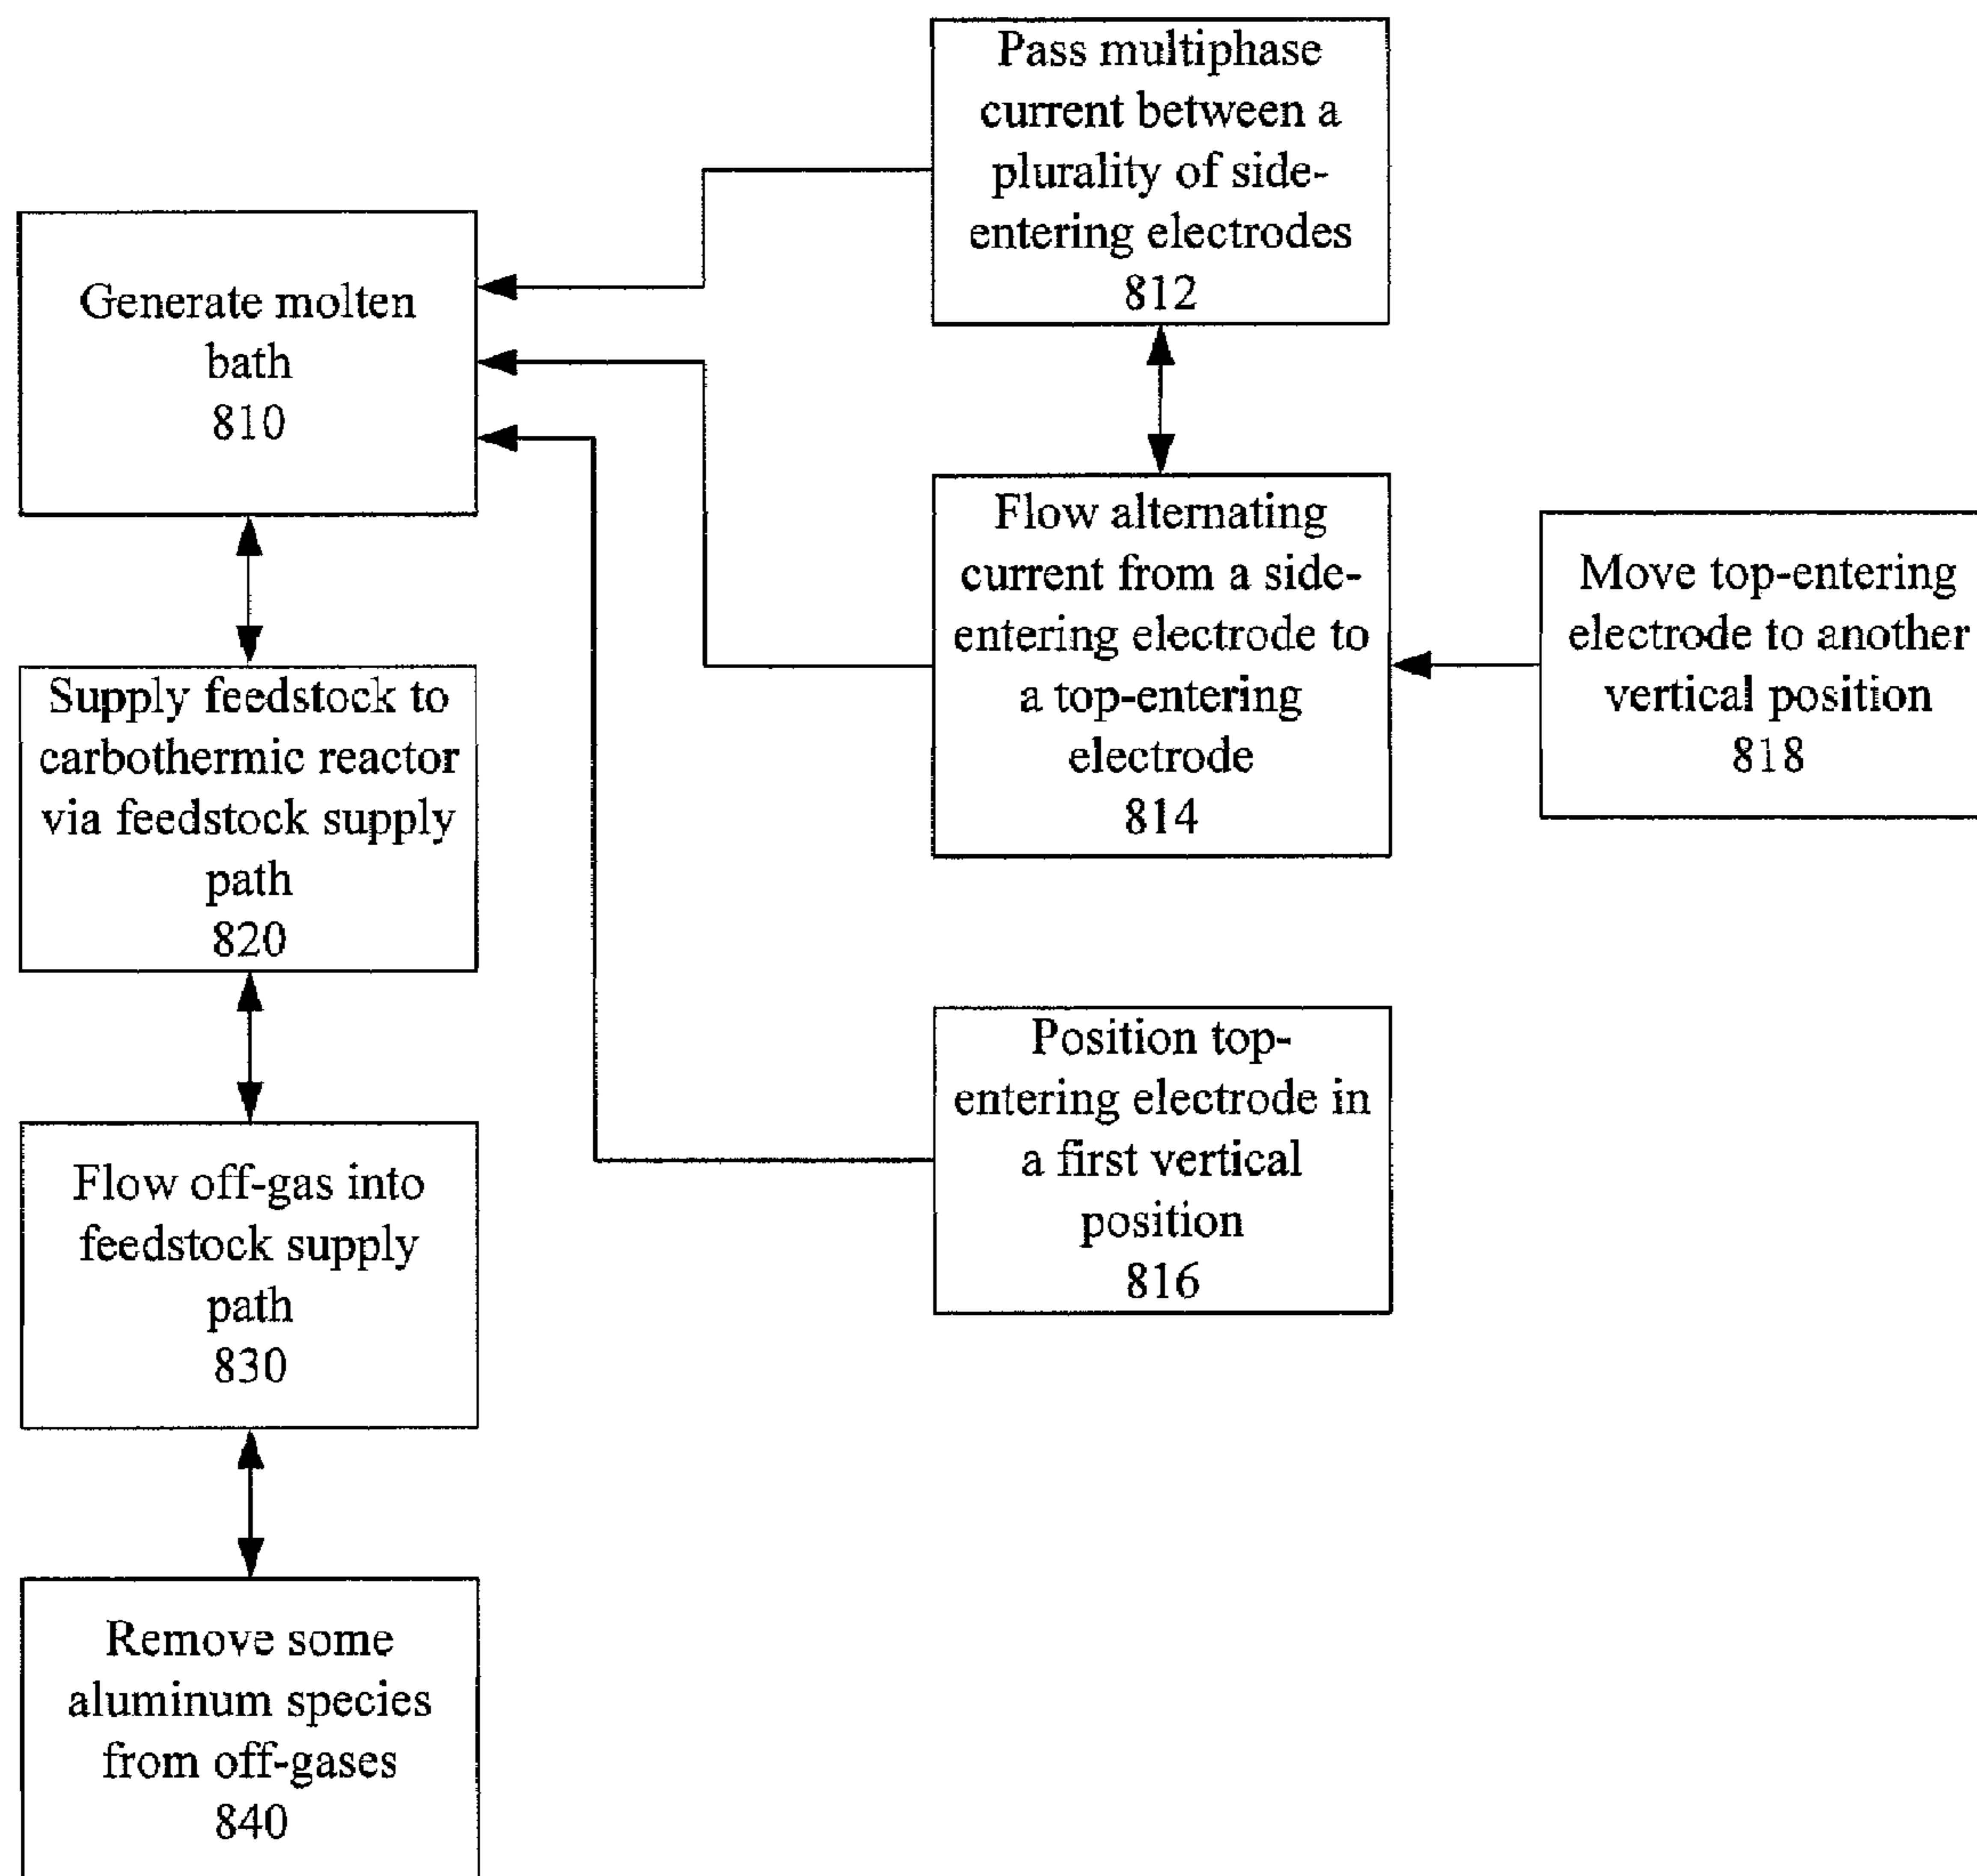 Pass multiphase
current between a
plurality of side-
entering electrodes
812
Generate molten
bath
810
Flow alternating
current from a side-
entering electrode to
a top-entering
electrode
814
Move top-entering
electrode to another
vertical position
818
Supply feedstock to
carbothermic reactor
via feedstock supply
path
820
Position top-
entering electrode in
a first vertical
position
816
Flow off-gas into
feedstock supply
path
830
Remove some
aluminum species
from off-gases
840